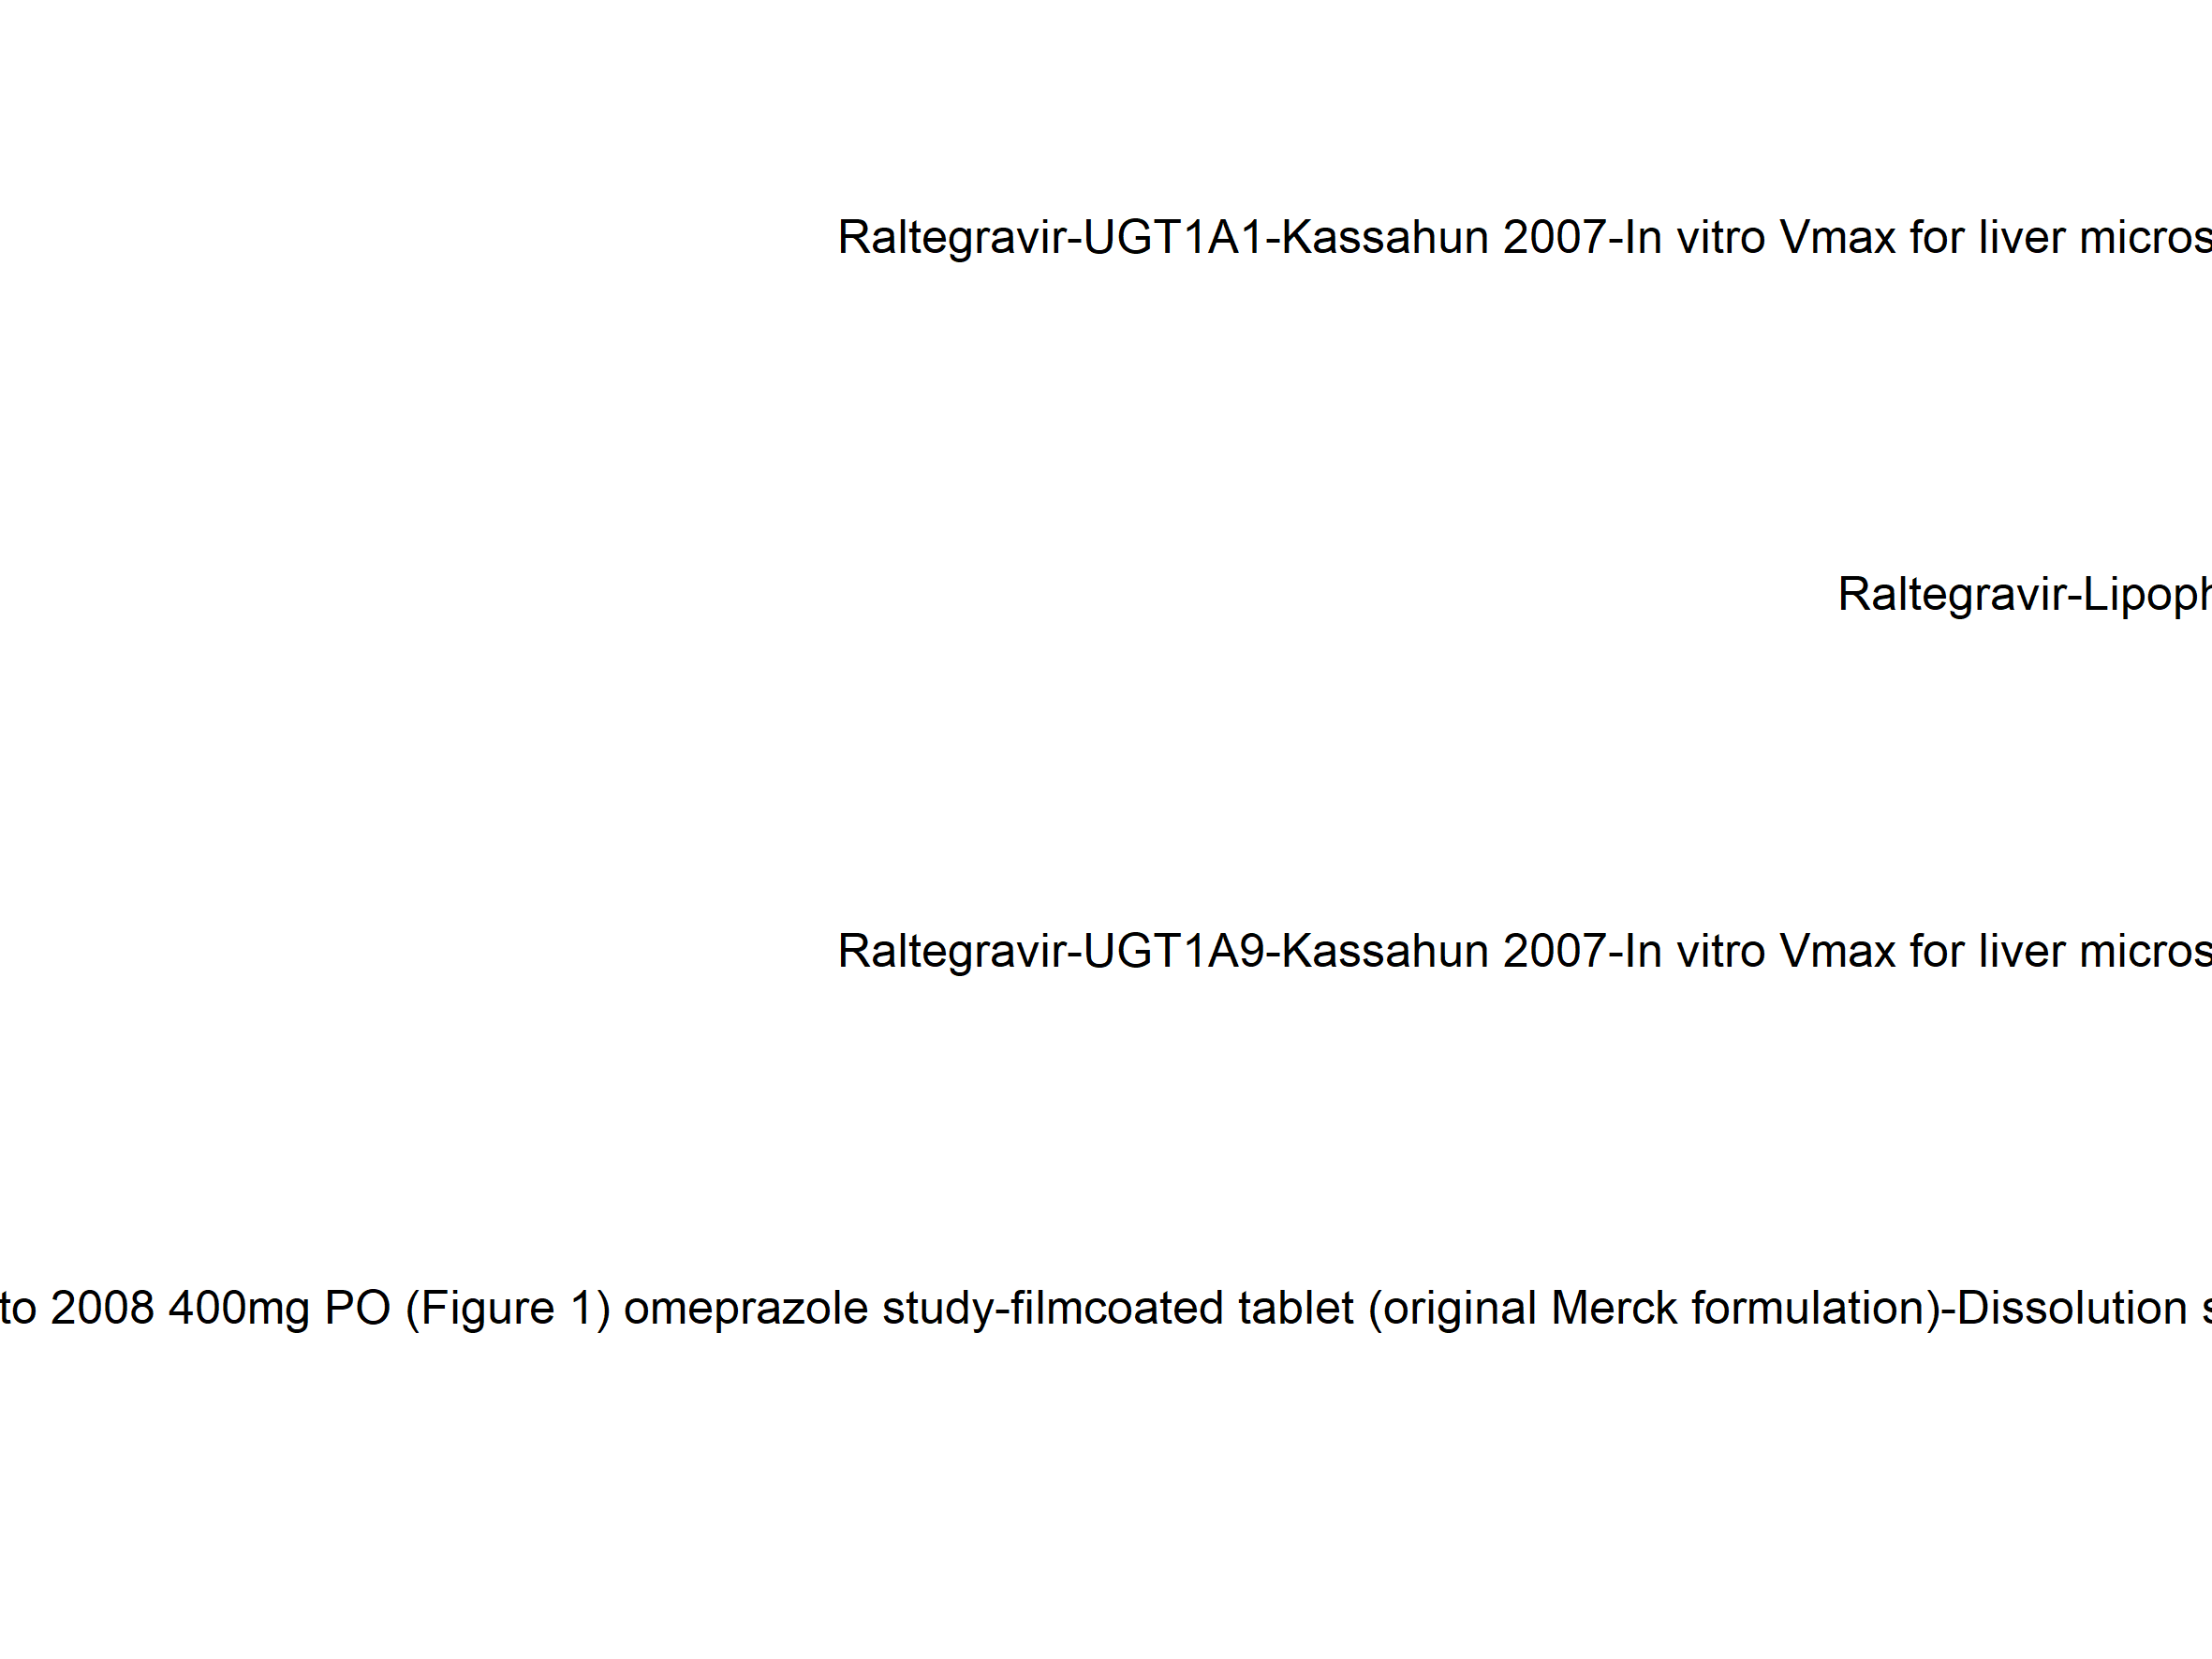 Raltegravir-UGT1A1-Kassahun 2007-In vitro Vmax for liver micros
Raltegravir-Lipoph
Raltegravir-UGT1A9-Kassahun 2007-In vitro Vmax for liver micros
to 2008 400mg PO (Figure 1) omeprazole study-filmcoated tablet (original Merck formulation)-Dissolution s